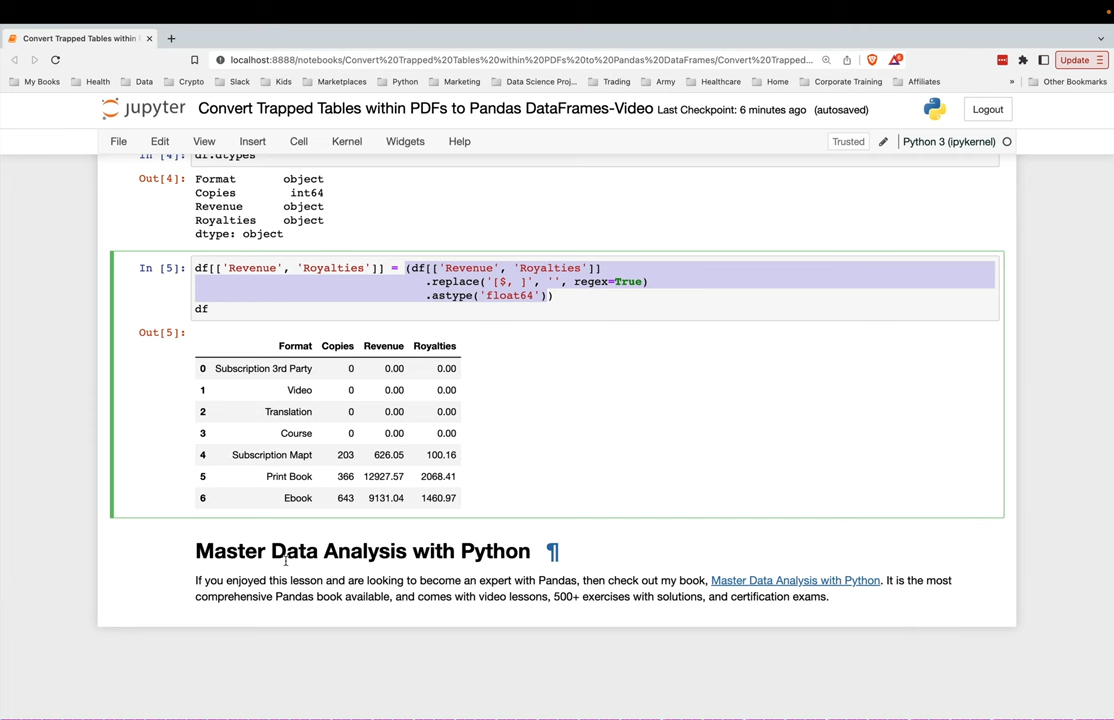 Convert Trapped Tables within
localhost:8888/notebooks/Convert%20Trapped%20Tables%20within%20PDFs%20to%20Pandas%20DataFrames/Convert%20Trapped...
Update
My Books Health Data Crypto Slack Kids Marketplaces Python Marketing Data Science Proj... Trading Army Healthcare Home Corporate Training Affiliates » Other Bookmarks
jupyter Convert Trapped Tables within PDFs to Pandas DataFrames-Video Last Checkpoint: 6 minutes ago (autosaved) Logout
File Edit View Insert Cell Kernel Widgets Help Trusted Python 3 (ipykernel)
In [4]: df.dtypes
Out[4]: Format object
Copies int64
Revenue object
Royalties object
dtype: object
In [5]: df[['Revenue', 'Royalties']] = (df[['Revenue', 'Royalties']]
.replace('[$, ]', '', regex=True)
.astype('float64'))
df
Out[5]:
Format Copies Revenue Royalties
0 Subscription 3rd Party 0 0.00 0.00
1 Video 0 0.00 0.00
2 Translation 0 0.00 0.00
3 Course 0 0.00 0.00
4 Subscription Mapt 203 626.05 100.16
5 Print Book 366 12927.57 2068.41
6 Ebook 643 9131.04 1460.97
Master Data Analysis with Python ¶
If you enjoyed this lesson and are looking to become an expert with Pandas, then check out my book, Master Data Analysis with Python. It is the most
comprehensive Pandas book available, and comes with video lessons, 500+ exercises with solutions, and certification exams.